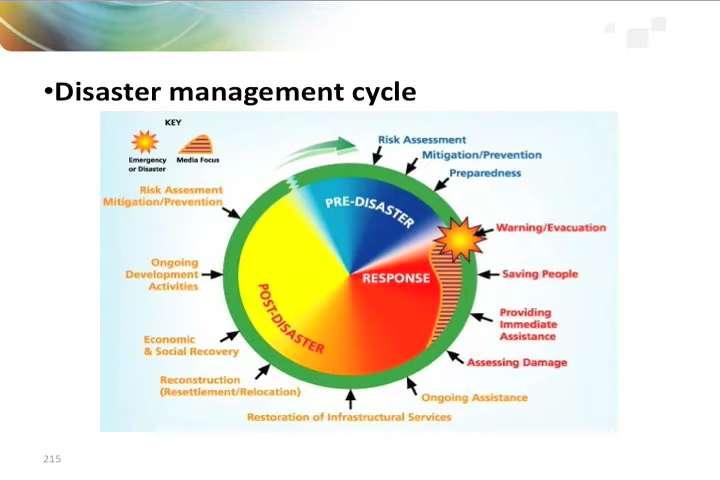 •Disaster management cycle
KEY
Emergency
or Disaster
Media Focus
Risk Assessment
Mitigation/Prevention
Preparedness
Warning/Evacuation
Saving People
Providing
Immediate
Assistance
Assessing Damage
Ongoing Assistance
Restoration of Infrastructural Services
Reconstruction
(Resettlement/Relocation)
Economic
& Social Recovery
Ongoing
Development
Activities
Risk Assesment
Mitigation/Prevention
PRE-DISASTER
RESPONSE
POST-DISASTER
215